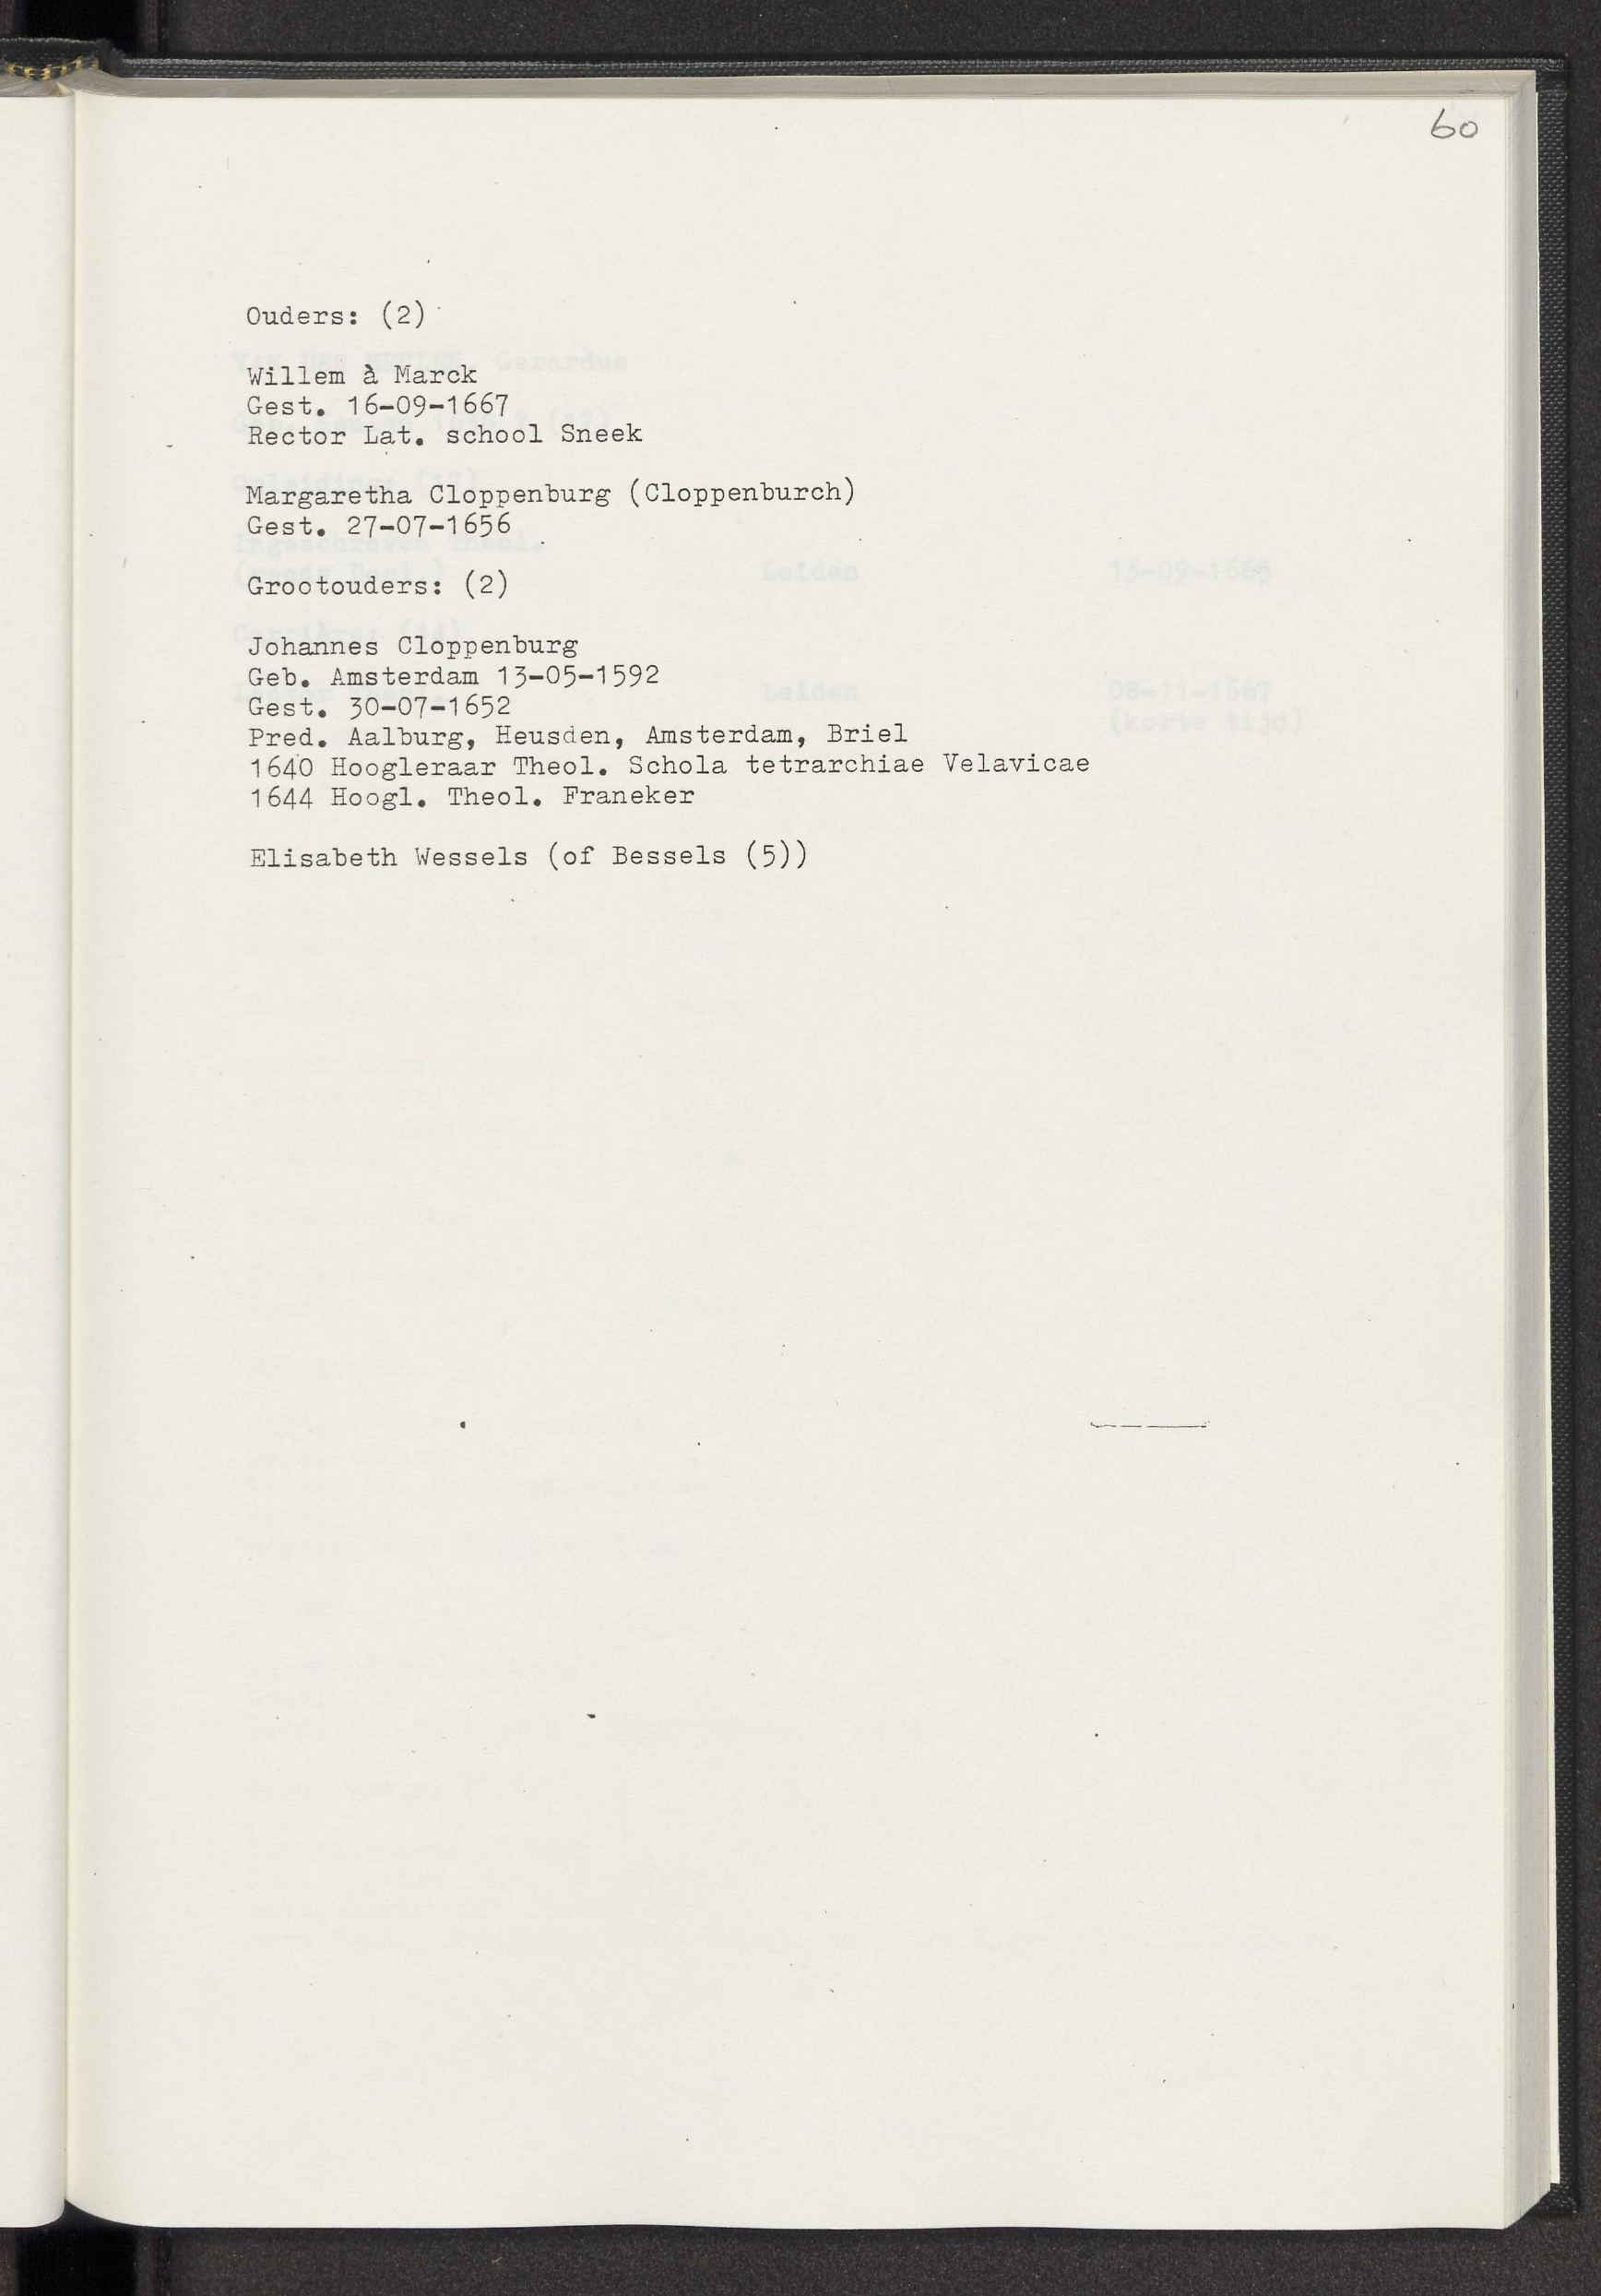 60
Ouders: (2)
Willem à Marck
Gest. 16-09-1667
Rector Lat. school Sneek
Margaretha Cloppenburg (Cloppenburch)
Gest. 27-07-1656
Grootouders: (2)
Johannes Cloppenburg
Geb. Amsterdam 13-05-1592
Gest. 30-07-1652
Pred. Aalburg, Heusden, Amsterdam, Briel
1640 Hoogleraar Theol. Schola tetrarchiae Velavicae
1644 Hoogl. Theol. Franeker
Elisabeth Wessels (of Bessels (5))